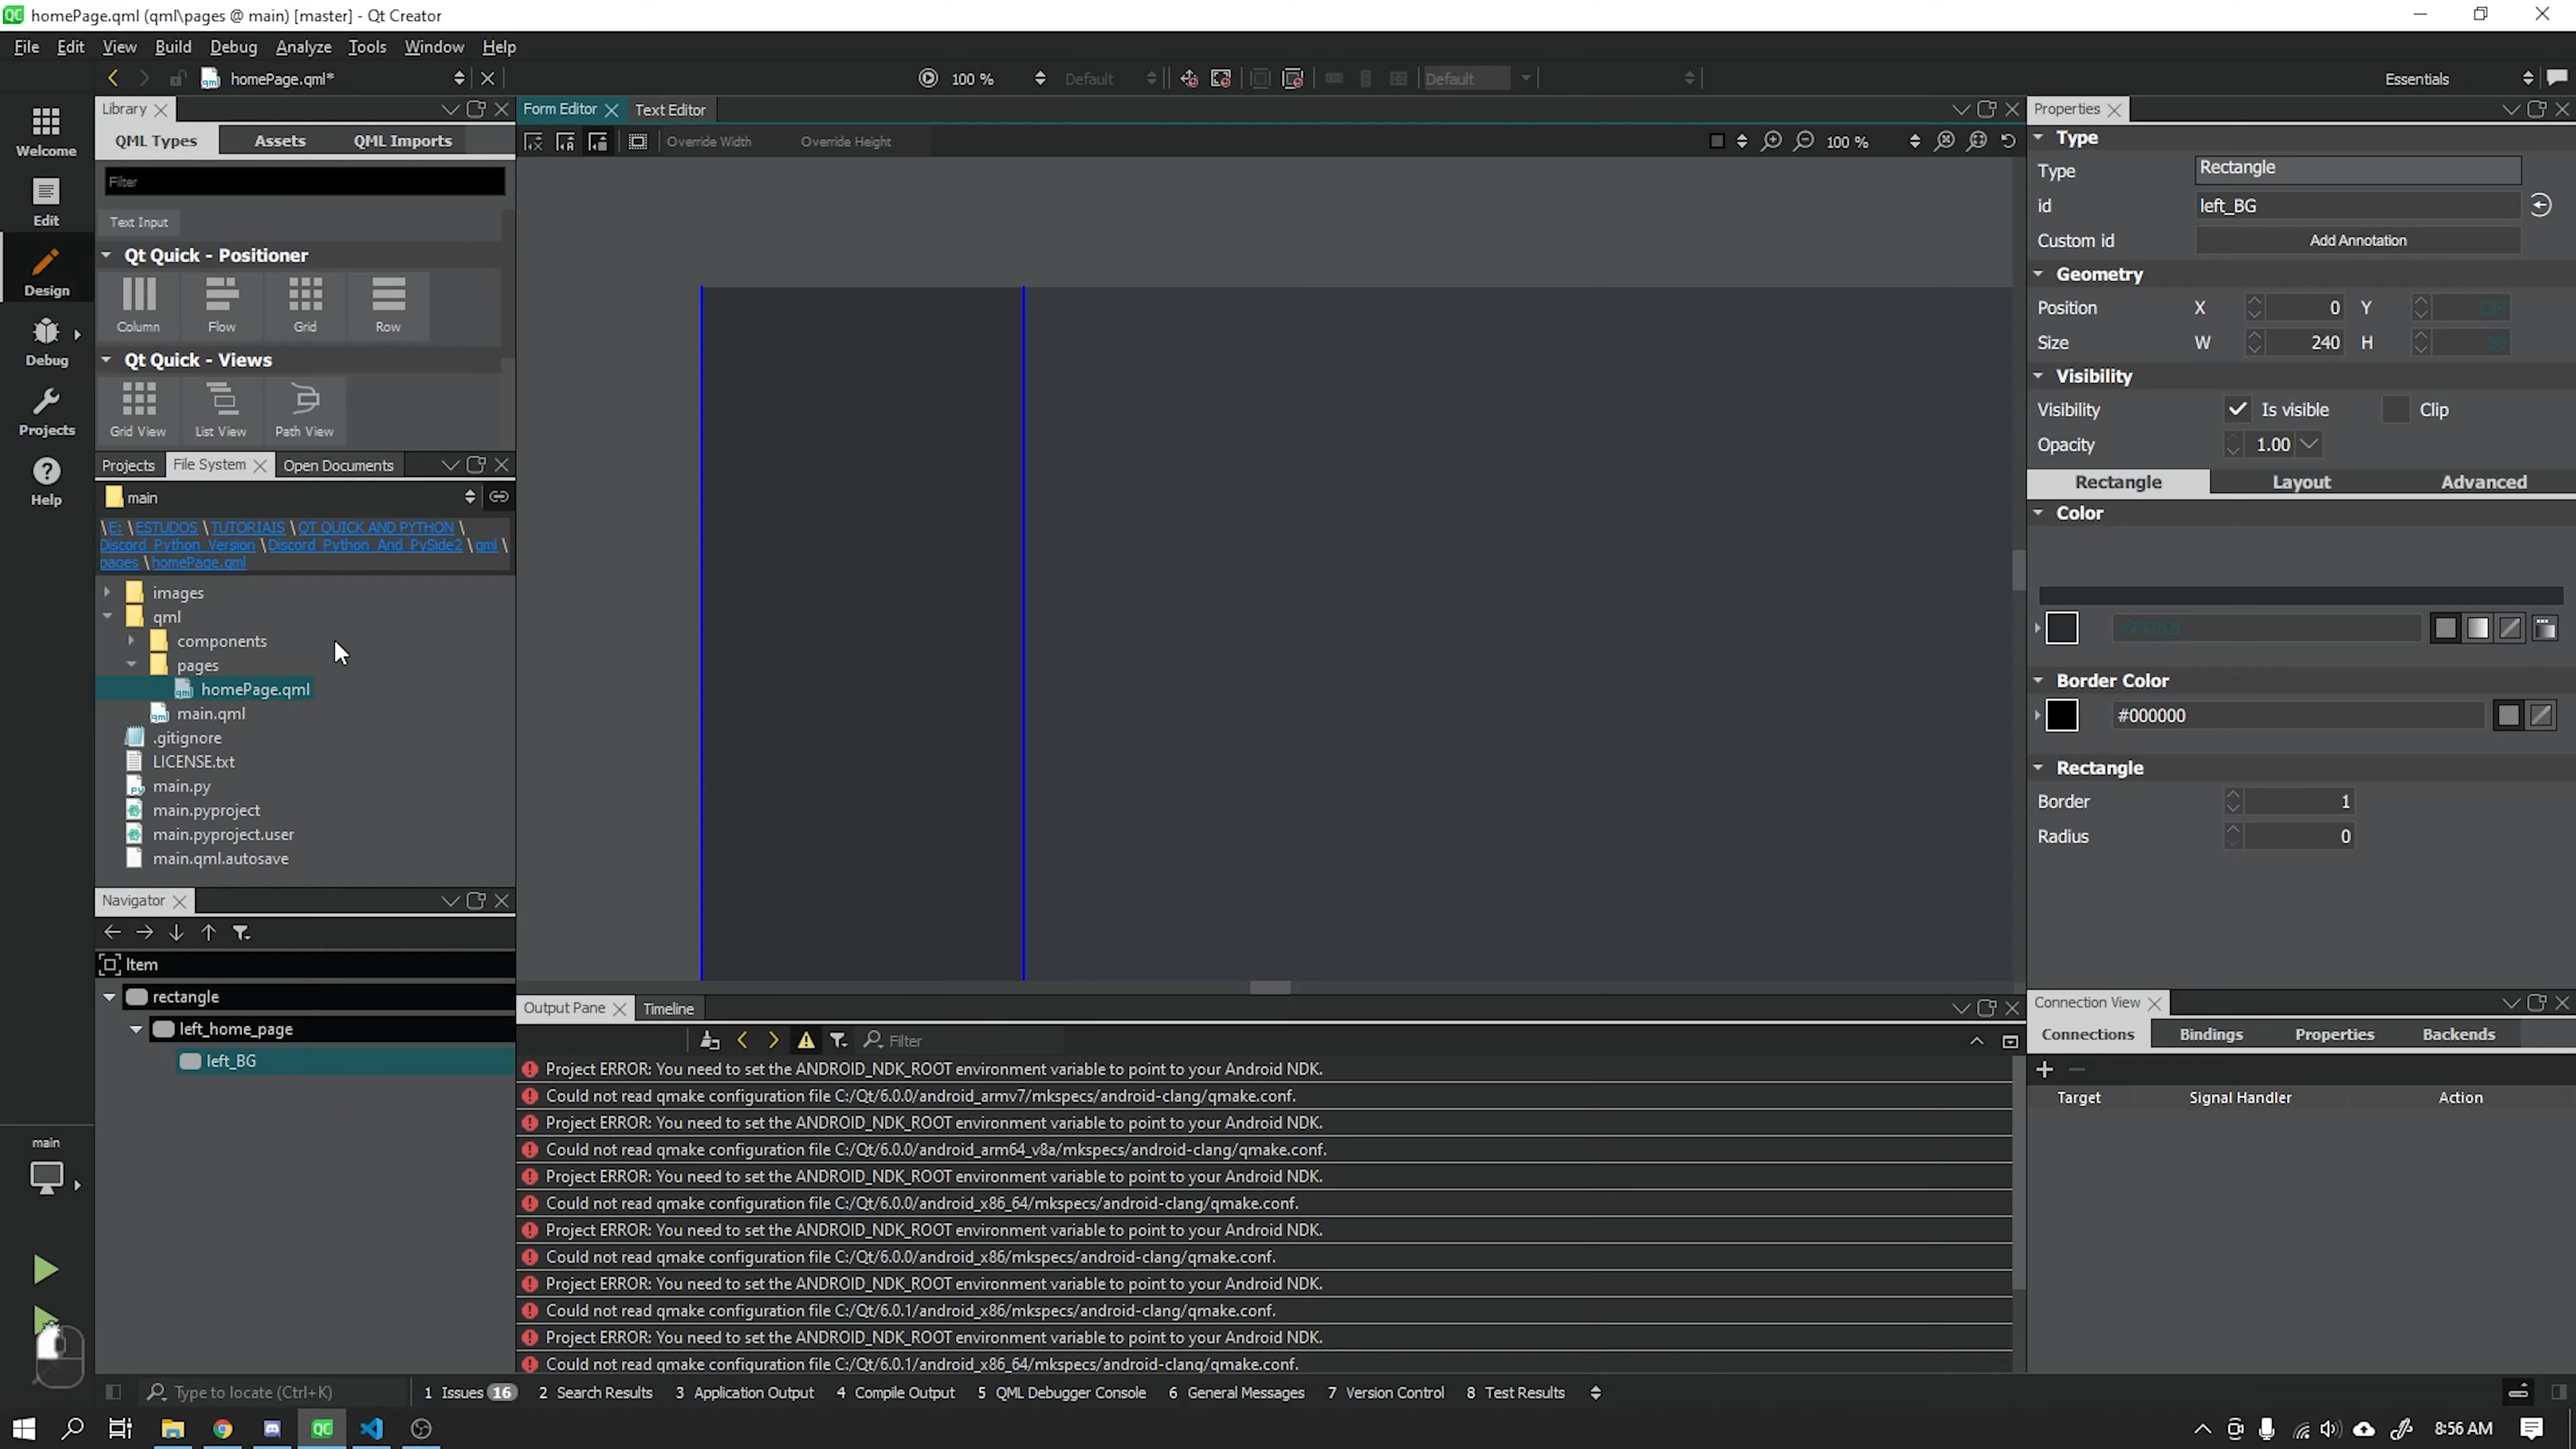 homePage.qml (qml\pages @ main) [master] - Qt Creator
File Edit View Build Debug Analyze Tools Window Help
homePage.qml* 100 % Default Default Essentials
Library Form Editor Text Editor Properties
QML Types Assets QML Imports
Override Width Override Height 100 %
Filter
Text Input
Qt Quick - Positioner
Column Flow Grid Row
Qt Quick - Views
Grid View List View Path View
Welcome
Edit
Design
Debug
Projects
Help
Projects File System Open Documents
main
\E: \ESTUDOS \TUTORIAIS \QT QUICK AND PYTHON \
Discord_Python_Version \Discord_Python_And_PySide2 \qml \
pages \homePage.qml
images
qml
components
pages
homePage.qml
main.qml
.gitignore
LICENSE.txt
main.py
main.pyproject
main.pyproject.user
main.qml.autosave
Navigator
Item
rectangle
left_home_page
left_BG
main
Type
Type Rectangle
id left_BG
Custom id Add Annotation
Geometry
Position X 0 Y
Size W 240 H
Visibility
Visibility Is visible Clip
Opacity 1.00
Rectangle Layout Advanced
Color
Border Color
#000000
Rectangle
Border 1
Radius 0
Output Pane Timeline
Filter
Project ERROR: You need to set the ANDROID_NDK_ROOT environment variable to point to your Android NDK.
Could not read qmake configuration file C:/Qt/6.0.0/android_armv7/mkspecs/android-clang/qmake.conf.
Project ERROR: You need to set the ANDROID_NDK_ROOT environment variable to point to your Android NDK.
Could not read qmake configuration file C:/Qt/6.0.0/android_arm64_v8a/mkspecs/android-clang/qmake.conf.
Project ERROR: You need to set the ANDROID_NDK_ROOT environment variable to point to your Android NDK.
Could not read qmake configuration file C:/Qt/6.0.0/android_x86_64/mkspecs/android-clang/qmake.conf.
Project ERROR: You need to set the ANDROID_NDK_ROOT environment variable to point to your Android NDK.
Could not read qmake configuration file C:/Qt/6.0.0/android_x86/mkspecs/android-clang/qmake.conf.
Project ERROR: You need to set the ANDROID_NDK_ROOT environment variable to point to your Android NDK.
Could not read qmake configuration file C:/Qt/6.0.1/android_x86/mkspecs/android-clang/qmake.conf.
Project ERROR: You need to set the ANDROID_NDK_ROOT environment variable to point to your Android NDK.
Could not read qmake configuration file C:/Qt/6.0.1/android_x86_64/mkspecs/android-clang/qmake.conf.
Connection View
Connections Bindings Properties Backends
Target Signal Handler Action
Type to locate (Ctrl+K) 1 Issues 16 2 Search Results 3 Application Output 4 Compile Output 5 QML Debugger Console 6 General Messages 7 Version Control 8 Test Results
8:56 AM